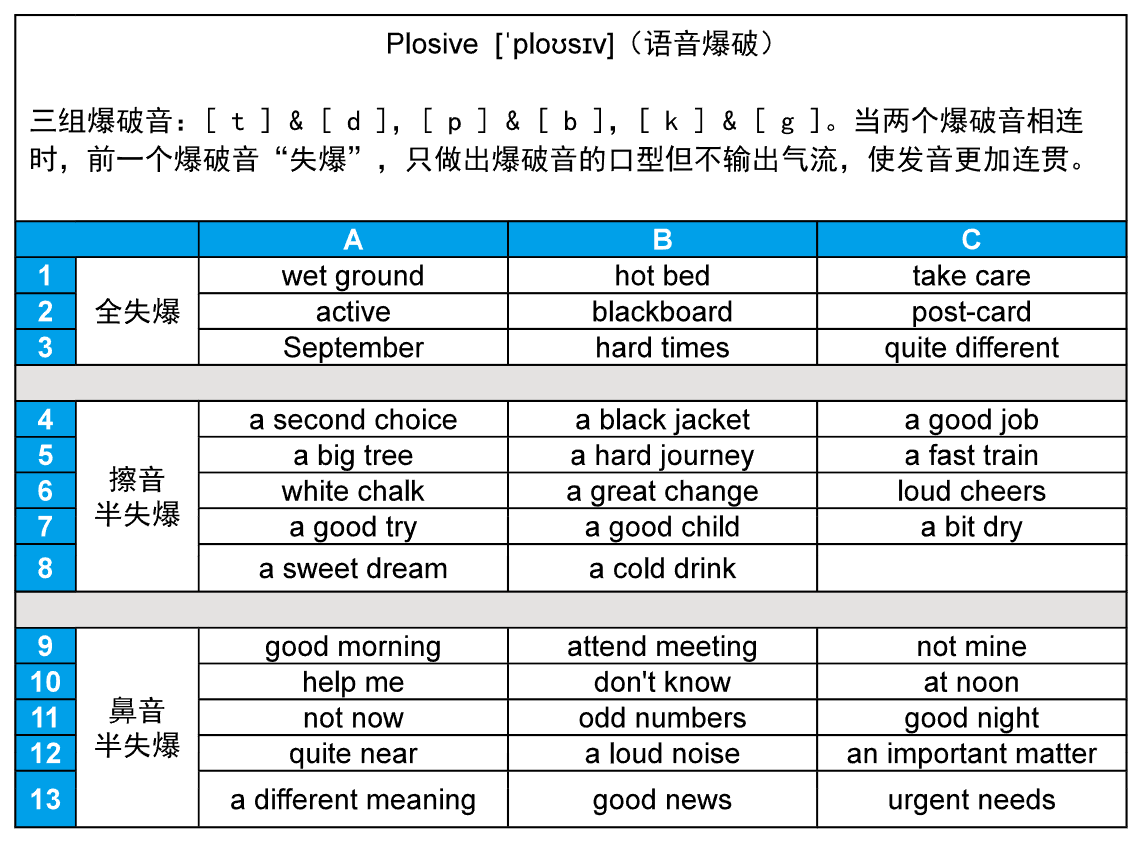 Plosive [ˈploʊsɪv]（语音爆破）
三组爆破音：[ t ] & [ d ]，[ p ] & [ b ]，[ k ] & [ g ]。当两个爆破音相连
时，前一个爆破音“失爆”，只做出爆破音的口型但不输出气流，使发音更加连贯。
A B C
1 全失爆 wet ground hot bed take care
2 active blackboard post-card
3 September hard times quite different
4 擦音半失爆 a second choice a black jacket a good job
5 a big tree a hard journey a fast train
6 white chalk a great change loud cheers
7 a good try a good child a bit dry
8 a sweet dream a cold drink
9 鼻音半失爆 good morning attend meeting not mine
10 help me don't know at noon
11 not now odd numbers good night
12 quite near a loud noise an important matter
13 a different meaning good news urgent needs